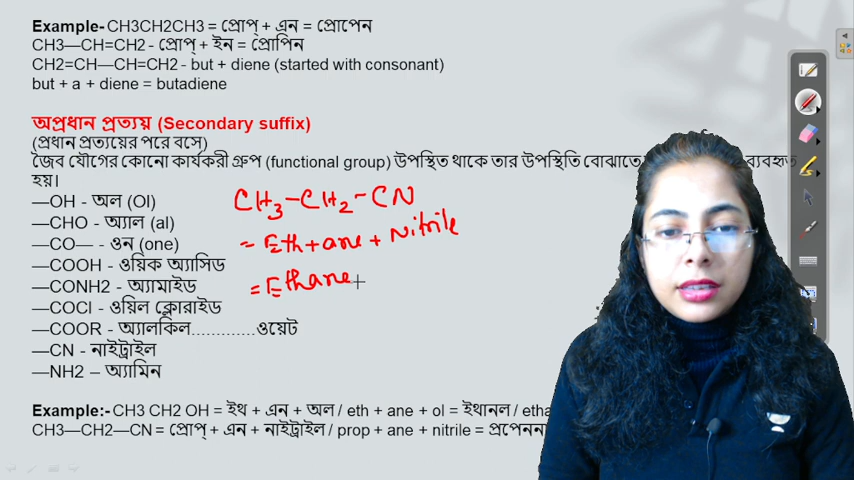 Example- CH3CH2CH3 = প্রোপ্ + এন = প্রোপেন
CH3—CH=CH2 - প্রোপ্ + ইন = প্রোপিন
CH2=CH—CH=CH2 - but + diene (started with consonant)
but + a + diene = butadiene
অপ্রধান প্রত্যয় (Secondary suffix)
(প্রধান প্রত্যয়ের পরে বসে)
জৈব যৌগের কোনো কার্যকরী গ্রুপ (functional group) উপস্থিত থাকে তার উপস্থিতি বোঝাতে ব্যবহৃত
হয়।
—OH - অল (Ol)
—CHO - অ্যাল (al)
—CO— - ওন্ (one)
—COOH - ওয়িক অ্যাসিড
—CONH2 - অ্যামাইড
—COCl - ওয়িল ক্লোরাইড
—COOR - অ্যালকিল.............ওয়েট
—CN - নাইট্রাইল
—NH2 – অ্যামিন
CH3-CH2-CN
= Eth+ane + Nitrile
= Ethane
Example:- CH3 CH2 OH = ইথ + এন + অল / eth + ane + ol = ইথানল / etha
CH3—CH2—CN = প্রোপ্ + এন + নাইট্রাইল / prop + ane + nitrile = প্রপেনন